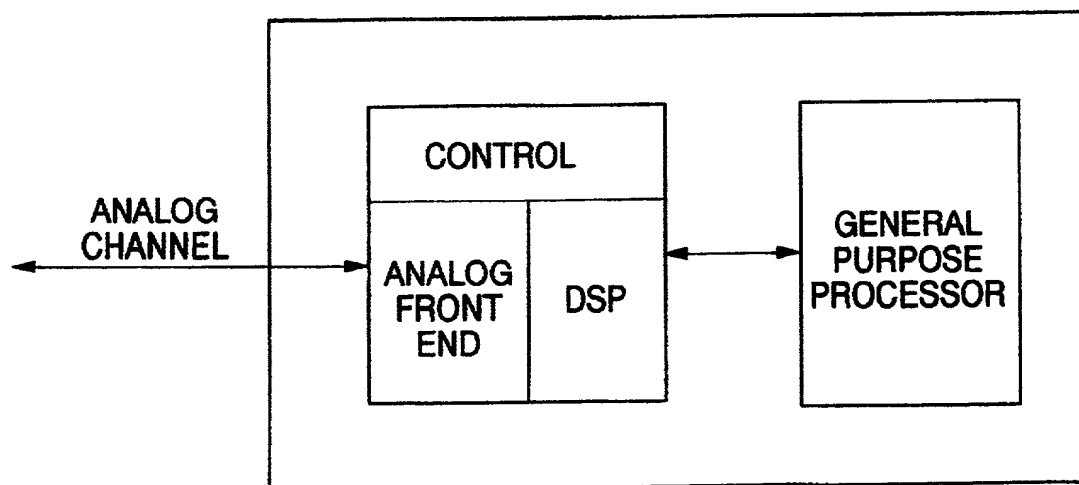 ANALOG
CHANNEL
CONTROL
ANALOG
FRONT
END
DSP
GENERAL
PURPOSE
PROCESSOR